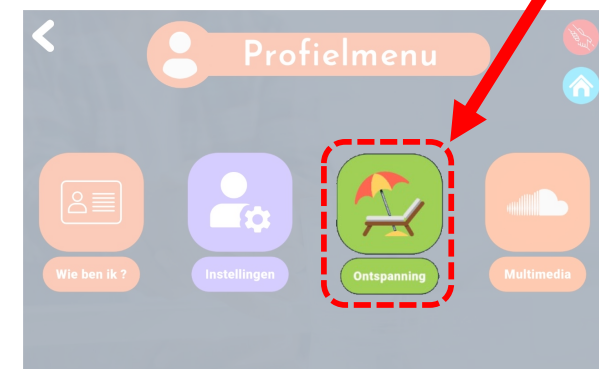 Profielmenu
Wie ben ik ?
Instellingen
Ontspanning
Multimedia